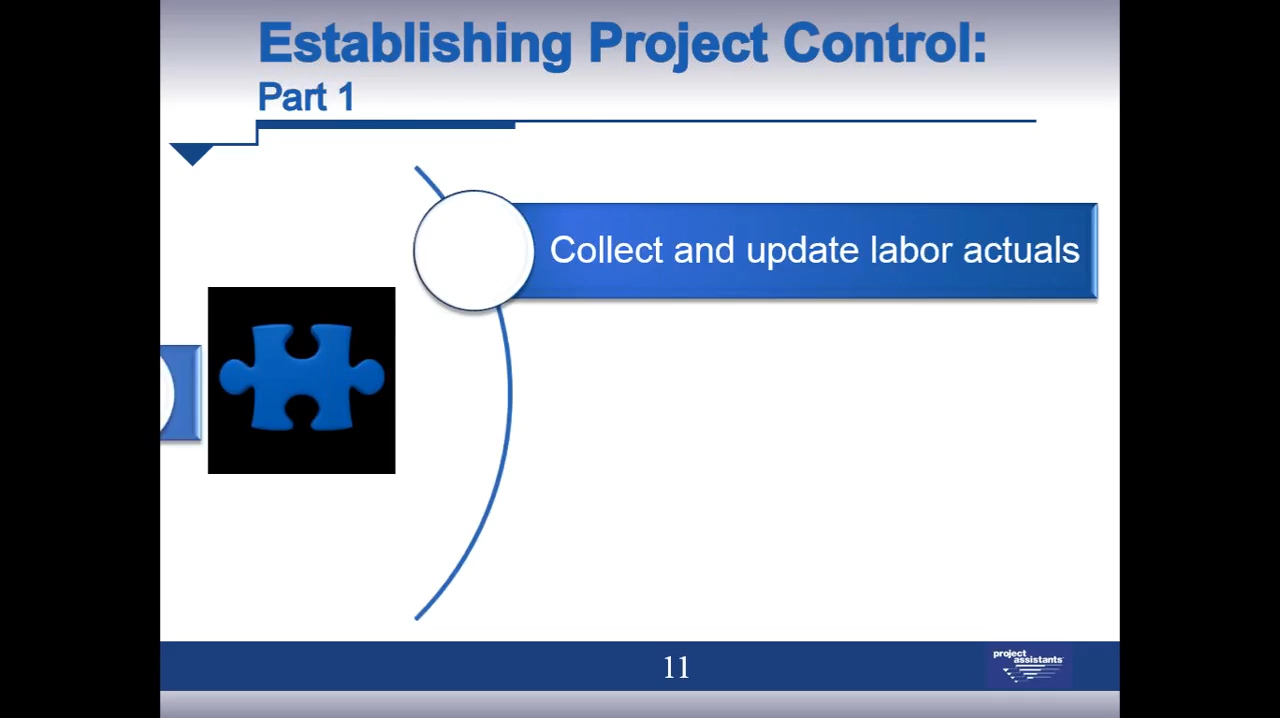 Establishing Project Control:
Part 1
Collect and update labor actuals
11
project
assistants